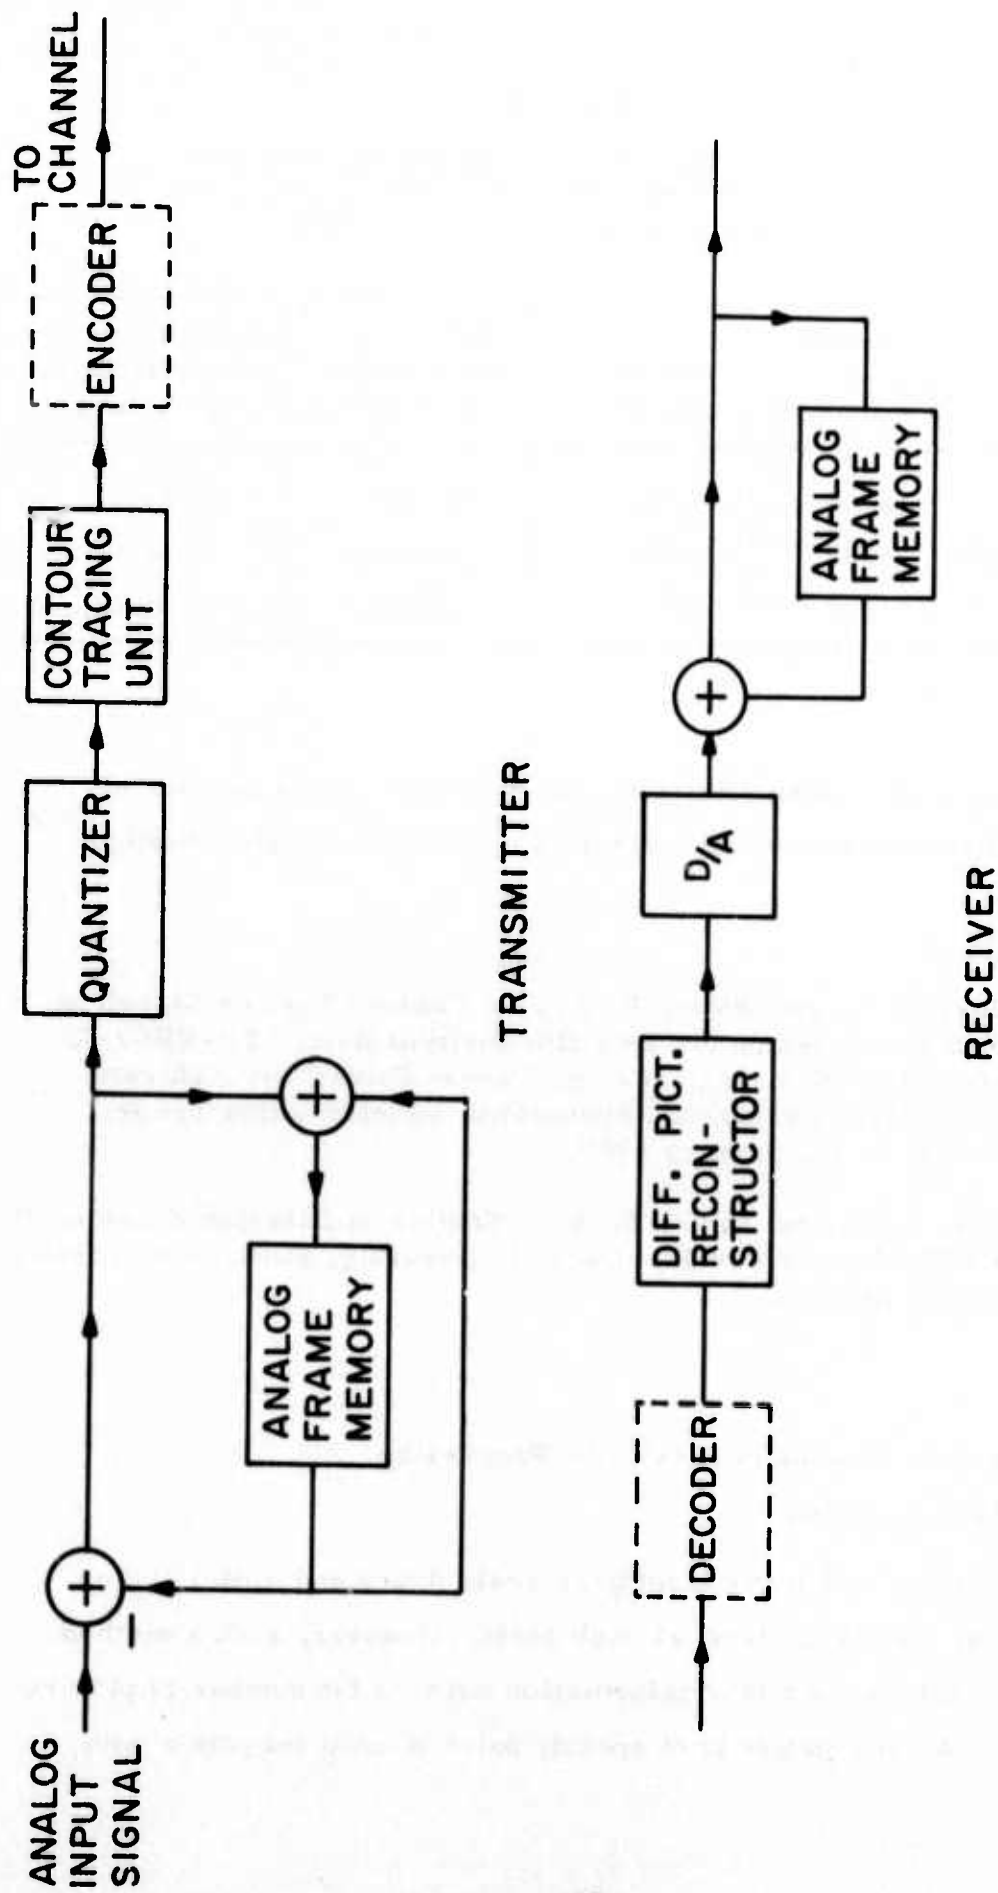 ANALOG
INPUT
SIGNAL
+
−
QUANTIZER
CONTOUR
TRACING
UNIT
ENCODER
TO
CHANNEL
+
ANALOG
FRAME
MEMORY
TRANSMITTER
DECODER
DIFF. PICT.
RECON-
STRUCTOR
D/A
+
ANALOG
FRAME
MEMORY
RECEIVER